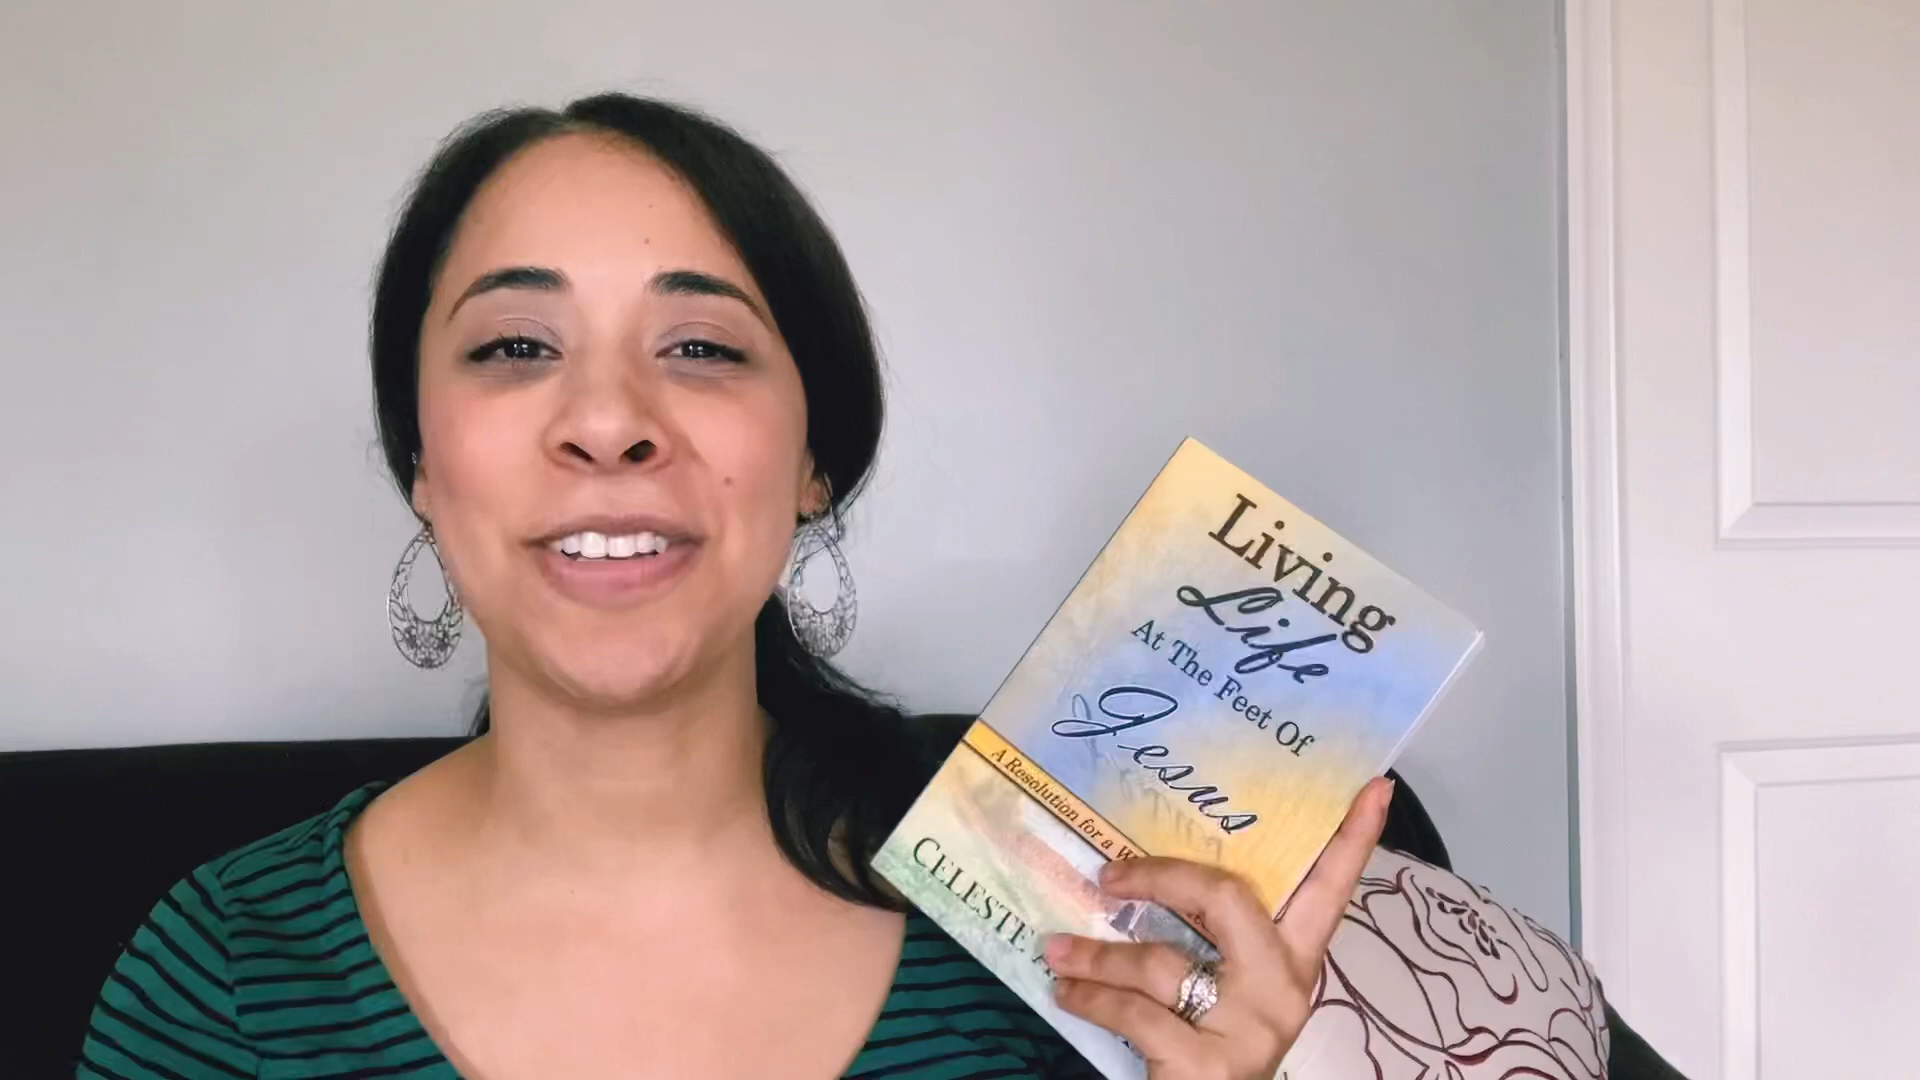 Living
Life
At The Feet Of
Jesus
A Resolution for a
CELESTE